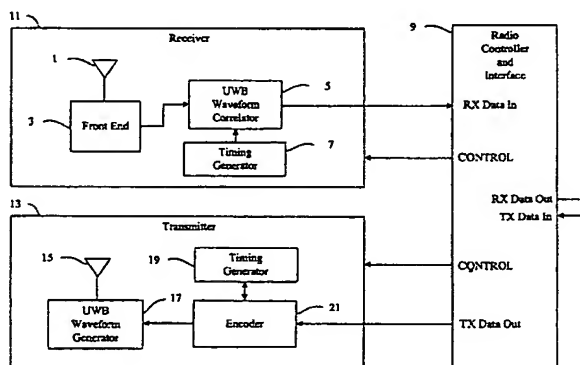 11
Receiver
9
Radio
Controller
and
Interface
1
3
Front End
UWB
Waveform
Correlator
5
RX Data In
Timing
Generator
7
CONTROL
RX Data Out
TX Data In
13
Transmitter
15
19
Timing
Generator
CONTROL
UWB
Waveform
Generator
17
Encoder
21
TX Data Out